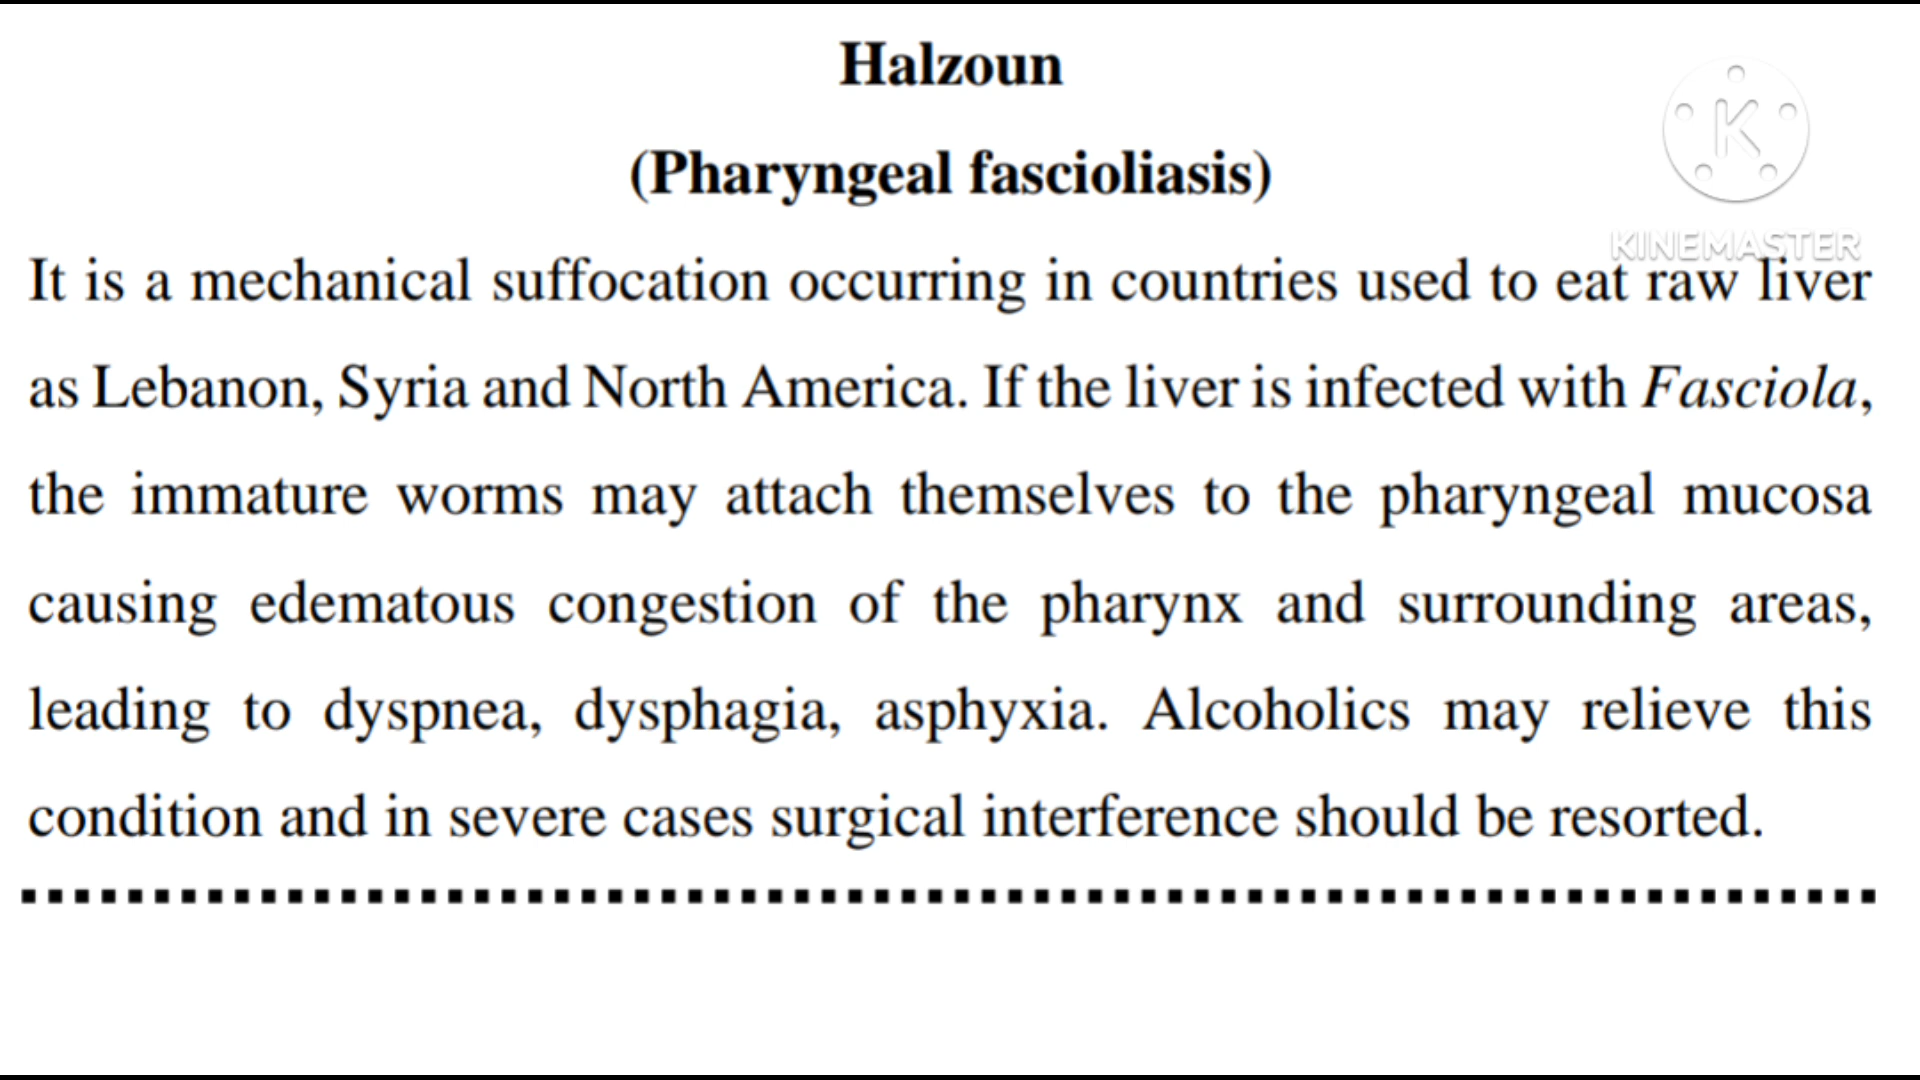 Halzoun
(Pharyngeal fascioliasis)
KINEMASTER
It is a mechanical suffocation occurring in countries used to eat raw liver
as Lebanon, Syria and North America. If the liver is infected with Fasciola,
the immature worms may attach themselves to the pharyngeal mucosa
causing edematous congestion of the pharynx and surrounding areas,
leading to dyspnea, dysphagia, asphyxia. Alcoholics may relieve this
condition and in severe cases surgical interference should be resorted.